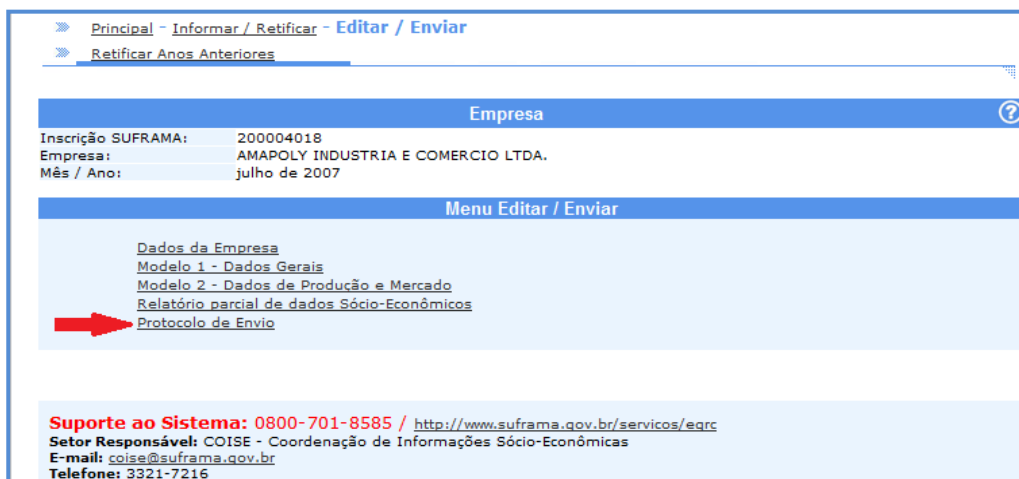 Principal - Informar / Retificar - Editar / Enviar
Retificar Anos Anteriores
Empresa
Inscrição SUFRAMA: 200004018
Empresa: AMAPOLY INDUSTRIA E COMERCIO LTDA.
Mês / Ano: julho de 2007
Menu Editar / Enviar
Dados da Empresa
Modelo 1 - Dados Gerais
Modelo 2 - Dados de Produção e Mercado
Relatório parcial de dados Sócio-Econômicos
Protocolo de Envio
Suporte ao Sistema: 0800-701-8585 / http://www.suframa.gov.br/servicos/eqrc
Setor Responsável: COISE - Coordenação de Informações Sócio-Econômicas
E-mail: coise@suframa.gov.br
Telefone: 3321-7216